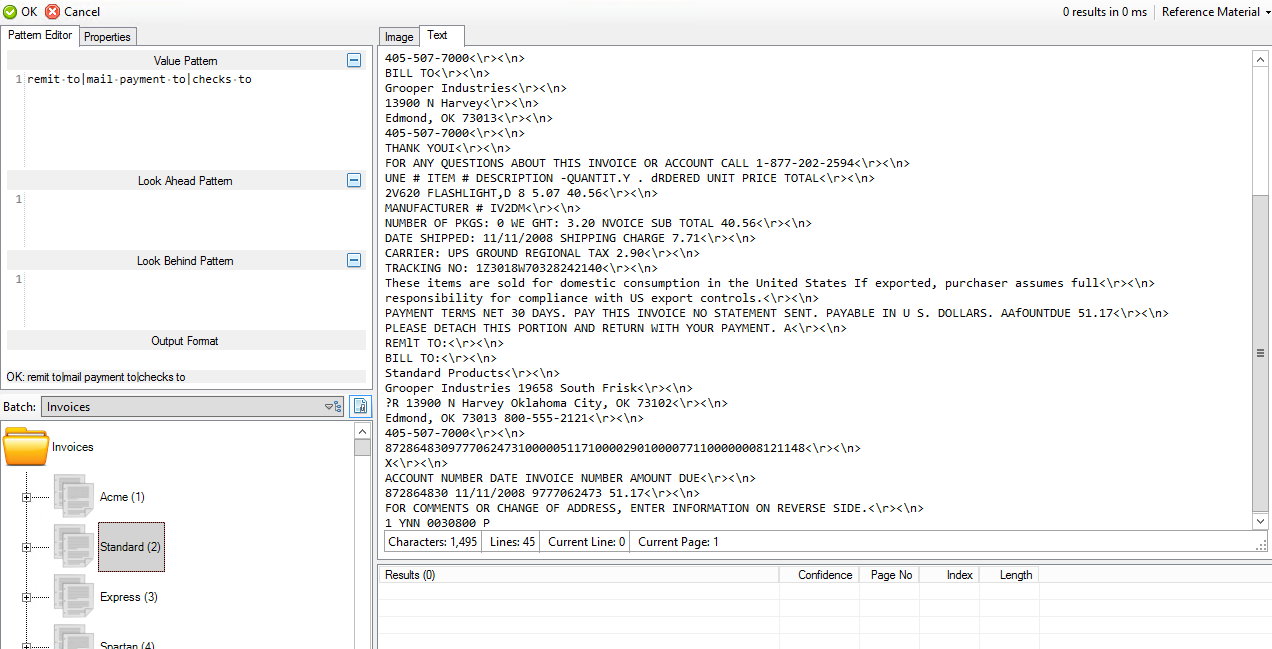 OK Cancel
0 results in 0 ms Reference Material
Pattern Editor Properties
Value Pattern
1 remit·to|mail·payment·to|checks·to
Look Ahead Pattern
1
Look Behind Pattern
1
Output Format
OK: remit to|mail payment to|checks to
Batch: Invoices
Invoices
Acme (1)
Standard (2)
Express (3)
Spartan (4)
Image Text
405-507-7000<\r><\n>
BILL TO<\r><\n>
Grooper Industries<\r><\n>
13900 N Harvey<\r><\n>
Edmond, OK 73013<\r><\n>
405-507-7000<\r><\n>
THANK YOUI<\r><\n>
FOR ANY QUESTIONS ABOUT THIS INVOICE OR ACCOUNT CALL 1-877-202-2594<\r><\n>
UNE # ITEM # DESCRIPTION -QUANTIT.Y . dRDERED UNIT PRICE TOTAL<\r><\n>
2V620 FLASHLIGHT,D 8 5.07 40.56<\r><\n>
MANUFACTURER # IV2DM<\r><\n>
NUMBER OF PKGS: 0 WE GHT: 3.20 NVOICE SUB TOTAL 40.56<\r><\n>
DATE SHIPPED: 11/11/2008 SHIPPING CHARGE 7.71<\r><\n>
CARRIER: UPS GROUND REGIONAL TAX 2.90<\r><\n>
TRACKING NO: 1Z3018W70328242140<\r><\n>
These items are sold for domestic consumption in the United States If exported, purchaser assumes full<\r><\n>
responsibility for compliance with US export controls.<\r><\n>
PAYMENT TERMS NET 30 DAYS. PAY THIS INVOICE NO STATEMENT SENT. PAYABLE IN U S. DOLLARS. AAfOUNTDUE 51.17<\r><\n>
PLEASE DETACH THIS PORTION AND RETURN WITH YOUR PAYMENT. A<\r><\n>
REMlT TO:<\r><\n>
BILL TO:<\r><\n>
Standard Products<\r><\n>
Grooper Industries 19658 South Frisk<\r><\n>
?R 13900 N Harvey Oklahoma City, OK 73102<\r><\n>
Edmond, OK 73013 800-555-2121<\r><\n>
405-507-7000<\r><\n>
872864830977706247310000051171000029010000771100000008121148<\r><\n>
X<\r><\n>
ACCOUNT NUMBER DATE INVOICE NUMBER AMOUNT DUE<\r><\n>
872864830 11/11/2008 9777062473 51.17<\r><\n>
FOR COMMENTS OR CHANGE OF ADDRESS, ENTER INFORMATION ON REVERSE SIDE.<\r><\n>
1 YNN 0030800 P
Characters: 1,495 Lines: 45 Current Line: 0 Current Page: 1
Results (0) Confidence Page No Index Length